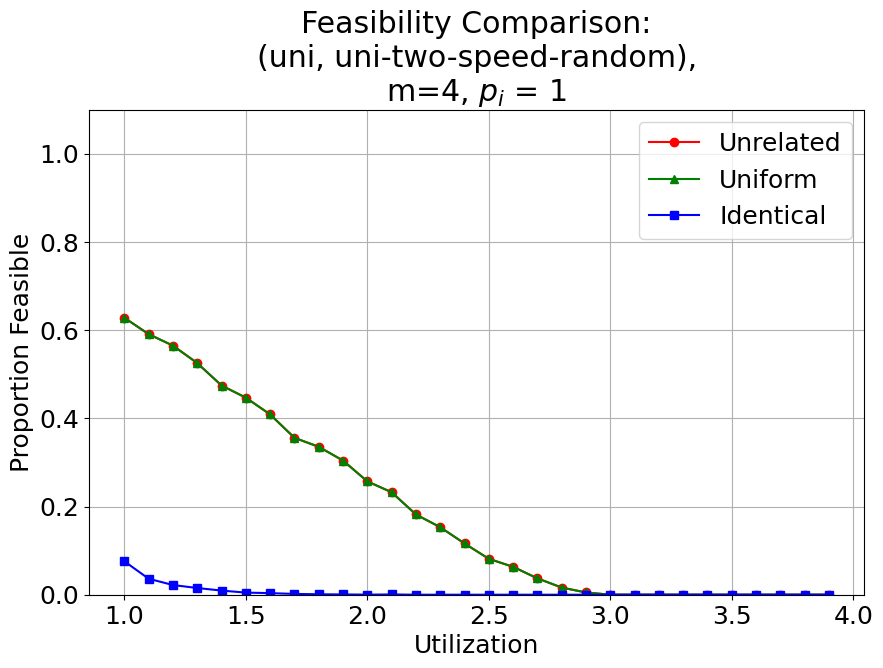 Feasibility Comparison:
(uni, uni-two-speed-random),
m=4, p_i = 1
Unrelated
Uniform
Identical
Proportion Feasible
1.0
0.8
0.6
0.4
0.2
0.0
1.0 1.5 2.0 2.5 3.0 3.5 4.0
Utilization